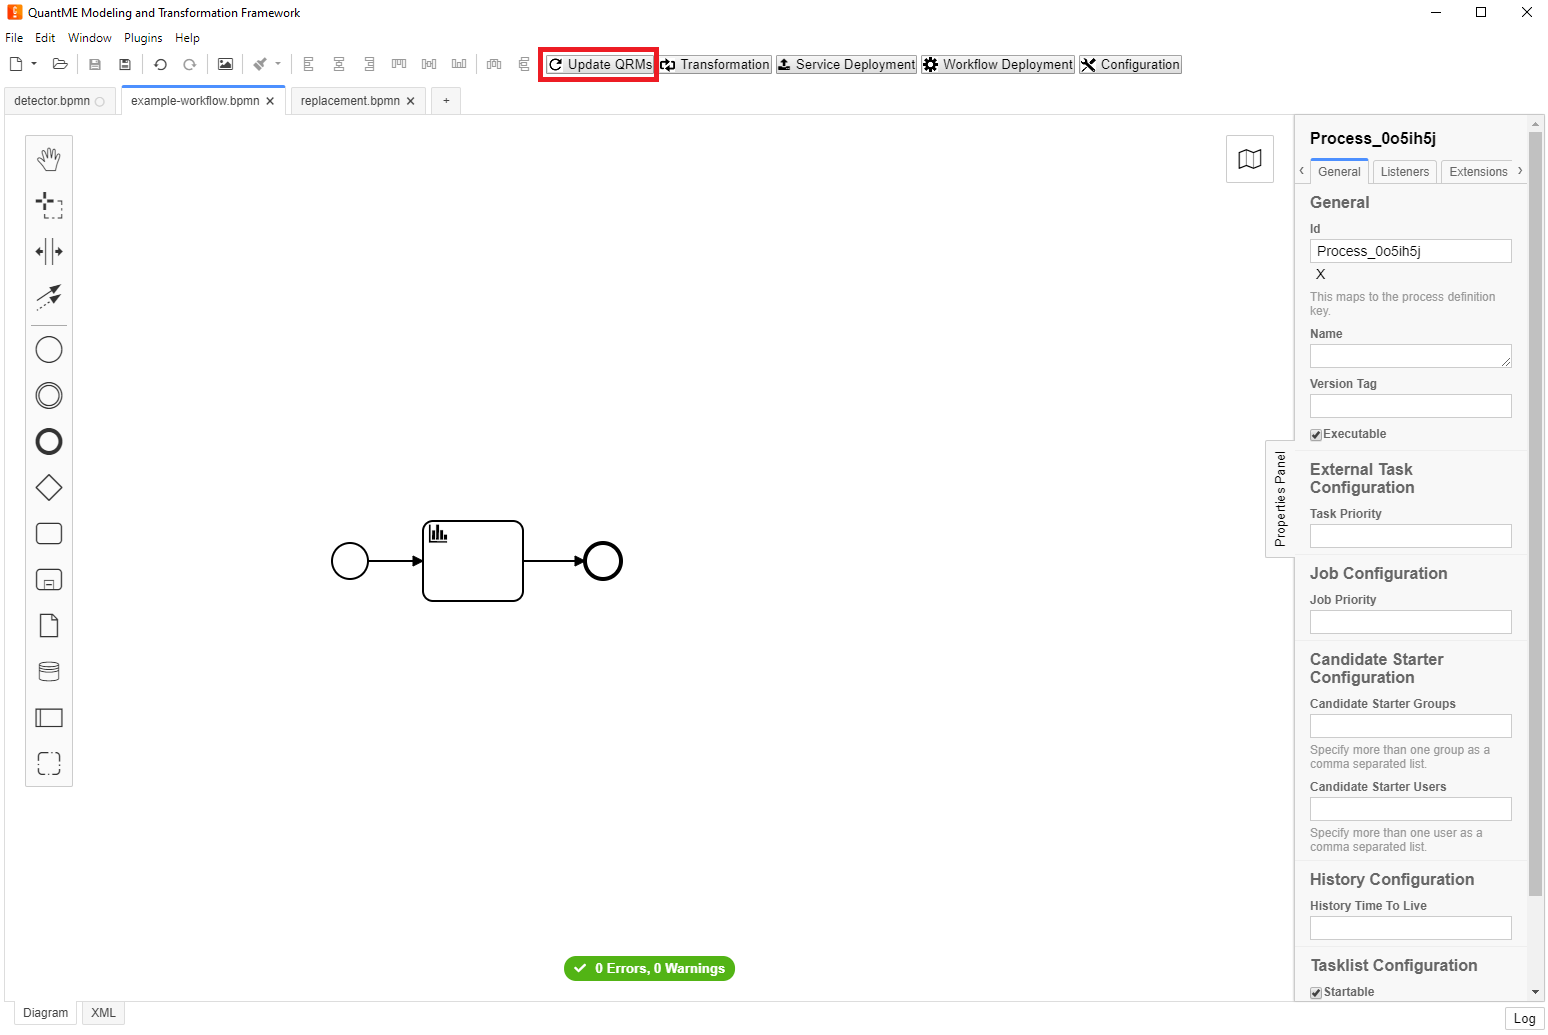 QuantME Modeling and Transformation Framework
File Edit Window Plugins Help
Update QRMs Transformation Service Deployment Workflow Deployment Configuration
detector.bpmn example-workflow.bpmn × replacement.bpmn × +
Process_0o5ih5j
‹ General Listeners Extensions ›
General
Id
Process_0o5ih5j
X
This maps to the process definition
key.
Name
Version Tag
Executable
Properties Panel
External Task
Configuration
Task Priority
Job Configuration
Job Priority
Candidate Starter
Configuration
Candidate Starter Groups
Specify more than one group as a
comma separated list.
Candidate Starter Users
Specify more than one user as a
comma separated list.
History Configuration
History Time To Live
0 Errors, 0 Warnings
Tasklist Configuration
Startable
Diagram XML
Log